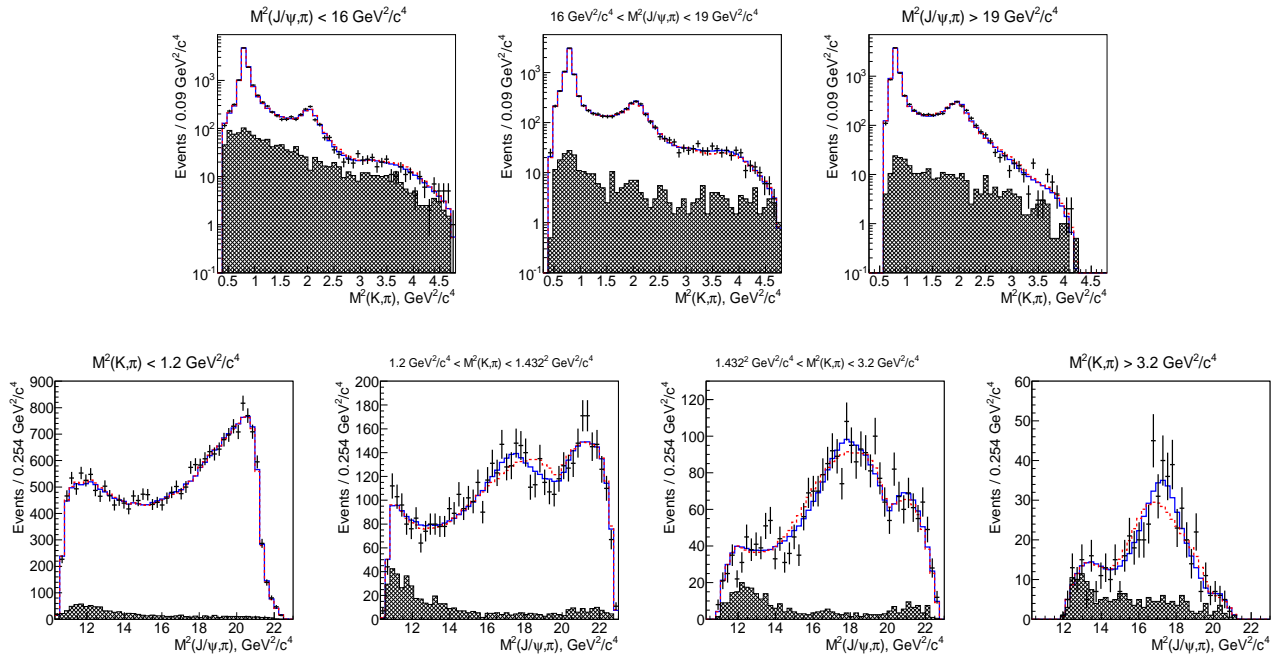 M²(J/ψ,π) < 16 GeV²/c⁴
16 GeV²/c⁴ < M²(J/ψ,π) < 19 GeV²/c⁴
M²(J/ψ,π) > 19 GeV²/c⁴
Events / 0.09 GeV²/c⁴
10³
10²
10
1
10⁻¹
0.5 1 1.5 2 2.5 3 3.5 4 4.5
M²(K,π), GeV²/c⁴
Events / 0.09 GeV²/c⁴
10³
10²
10
1
10⁻¹
0.5 1 1.5 2 2.5 3 3.5 4 4.5
M²(K,π), GeV²/c⁴
Events / 0.09 GeV²/c⁴
10³
10²
10
1
10⁻¹
0.5 1 1.5 2 2.5 3 3.5 4 4.5
M²(K,π), GeV²/c⁴
M²(K,π) < 1.2 GeV²/c⁴
1.2 GeV²/c⁴ < M²(K,π) < 1.432² GeV²/c⁴
1.432² GeV²/c⁴ < M²(K,π) < 3.2 GeV²/c⁴
M²(K,π) > 3.2 GeV²/c⁴
Events / 0.254 GeV²/c⁴
900
800
700
600
500
400
300
200
100
0
12 14 16 18 20 22
M²(J/ψ,π), GeV²/c⁴
Events / 0.254 GeV²/c⁴
200
180
160
140
120
100
80
60
40
20
0
12 14 16 18 20 22
M²(J/ψ,π), GeV²/c⁴
Events / 0.254 GeV²/c⁴
120
100
80
60
40
20
0
12 14 16 18 20 22
M²(J/ψ,π), GeV²/c⁴
Events / 0.254 GeV²/c⁴
60
50
40
30
20
10
0
12 14 16 18 20 22
M²(J/ψ,π), GeV²/c⁴